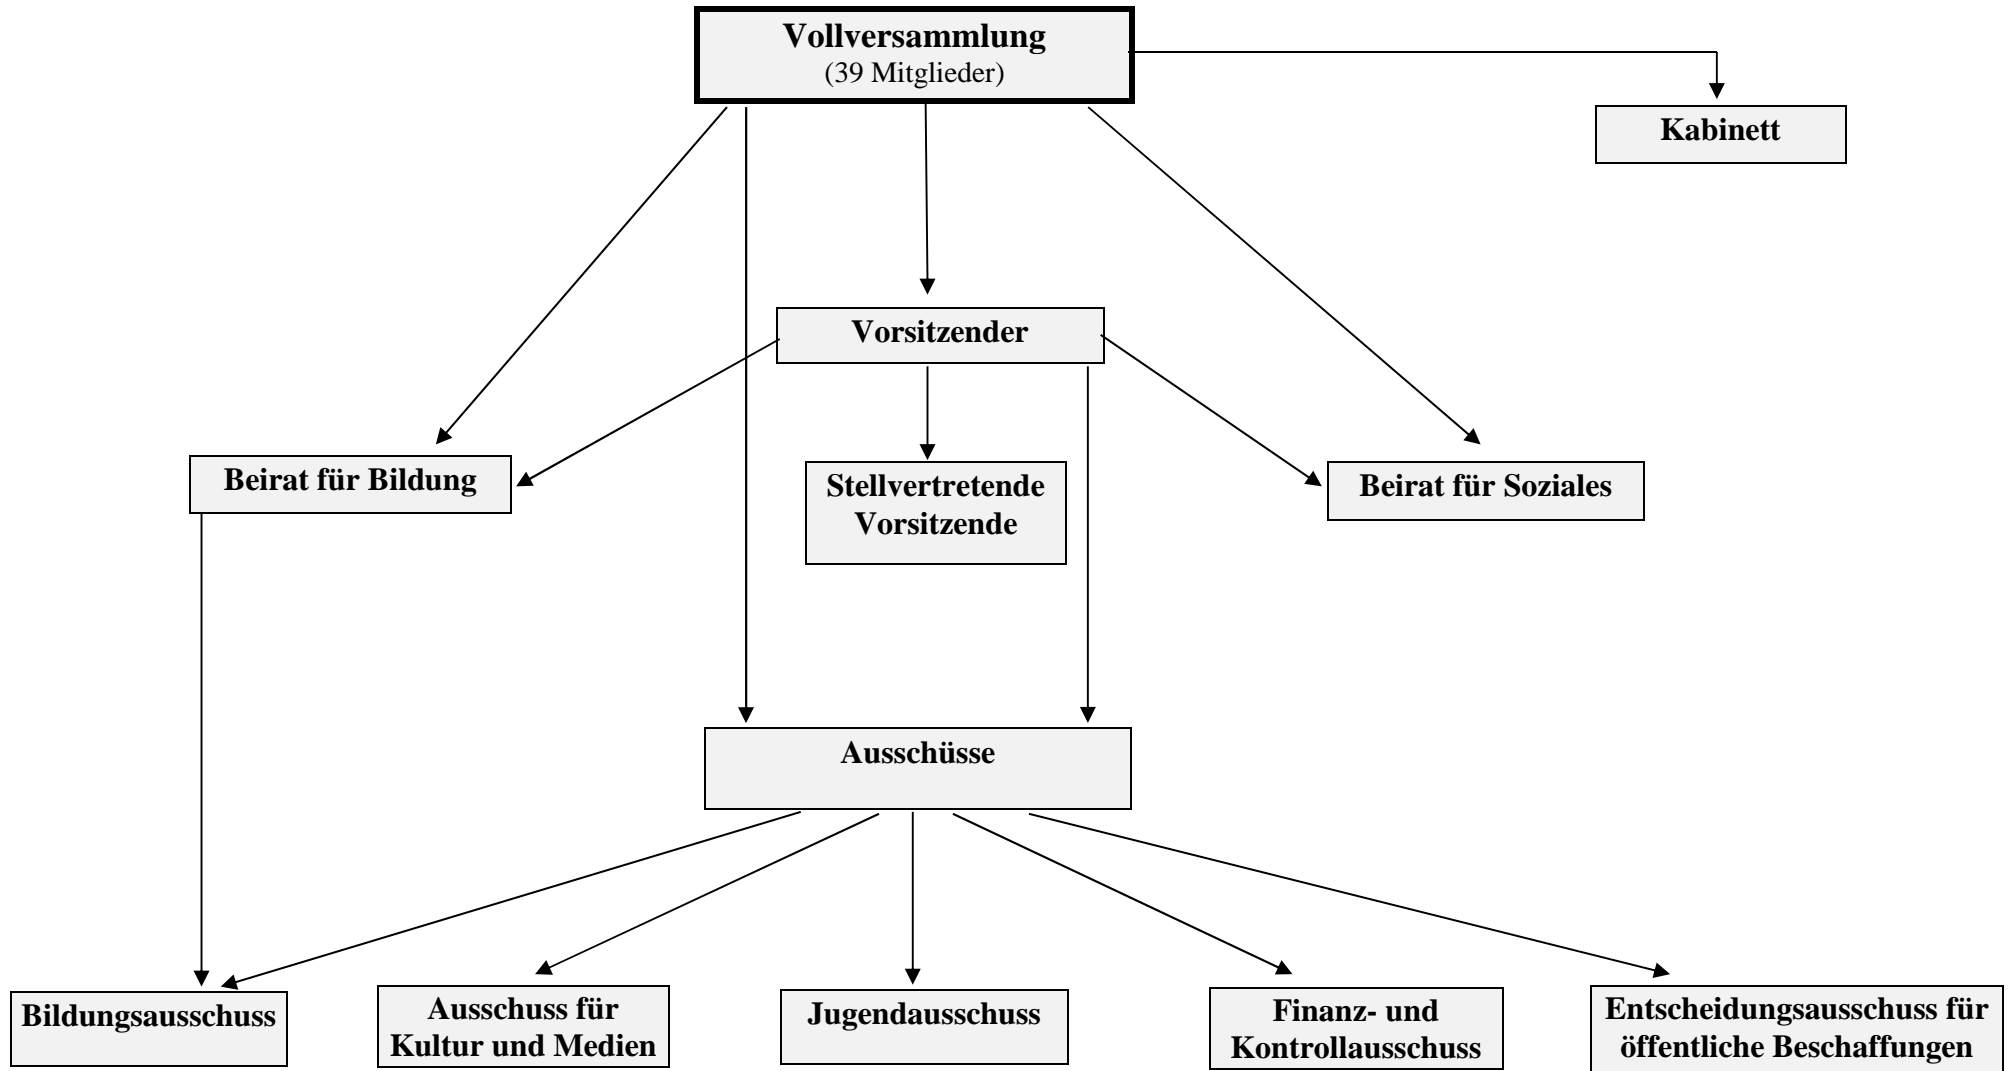 Vollversammlung
(39 Mitglieder)
Kabinett
Vorsitzender
Beirat für Bildung
Stellvertretende
Vorsitzende
Beirat für Soziales
Ausschüsse
Bildungsausschuss
Ausschuss für
Kultur und Medien
Jugendausschuss
Finanz- und
Kontrollausschuss
Entscheidungsausschuss für
öffentliche Beschaffungen